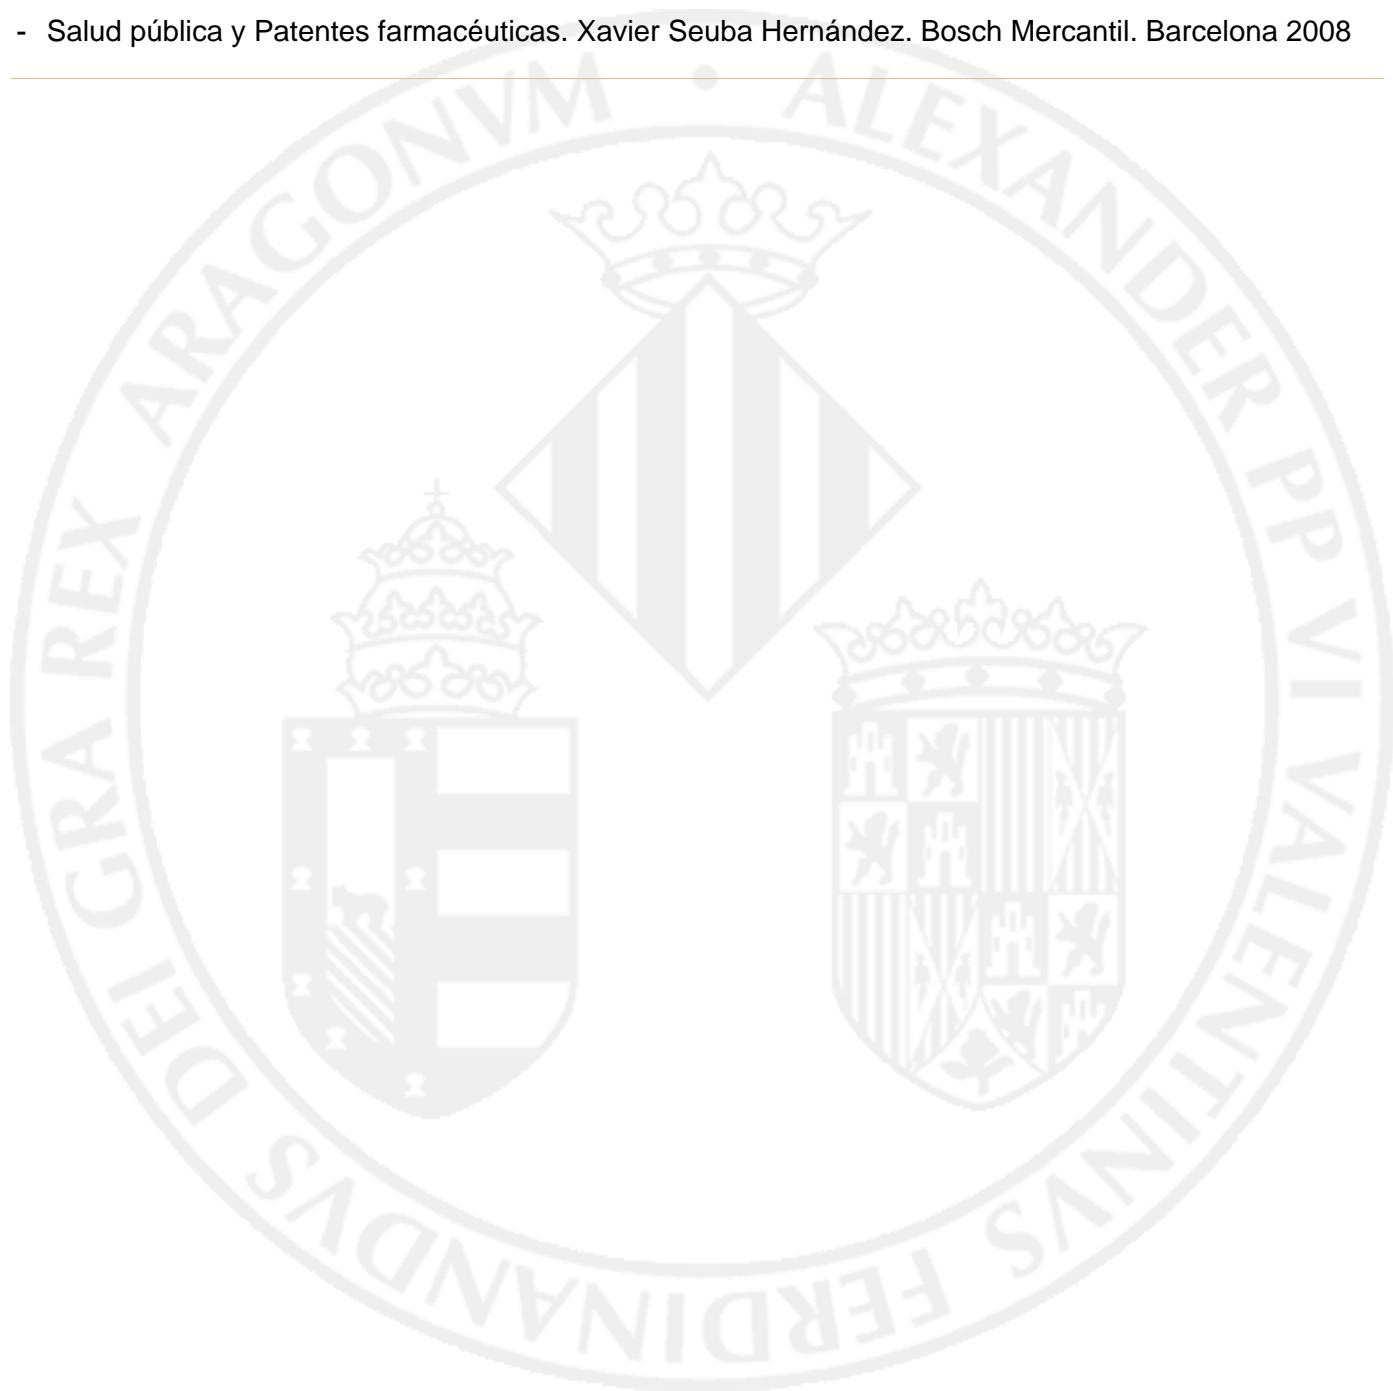 - Salud pública y Patentes farmacéuticas. Xavier Seuba Hernández. Bosch Mercantil. Barcelona 2008
ALEXANDER PP VI VALENTINVS FERDINANDVS DEI GRA REX ARAGONVM